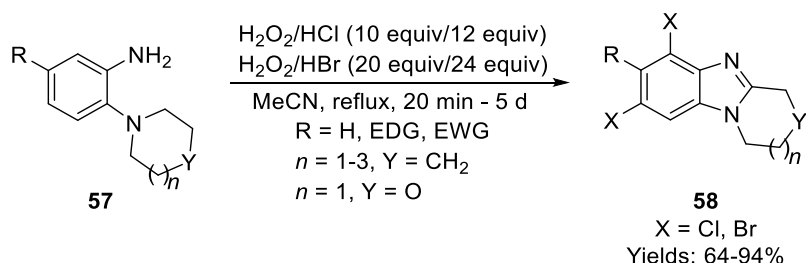 R
NH₂
N
Y
( )n
57
H₂O₂/HCl (10 equiv/12 equiv)
H₂O₂/HBr (20 equiv/24 equiv)
MeCN, reflux, 20 min - 5 d
R = H, EDG, EWG
n = 1-3, Y = CH₂
n = 1, Y = O
X
R
N
X
N
Y
( )n
58
X = Cl, Br
Yields: 64-94%